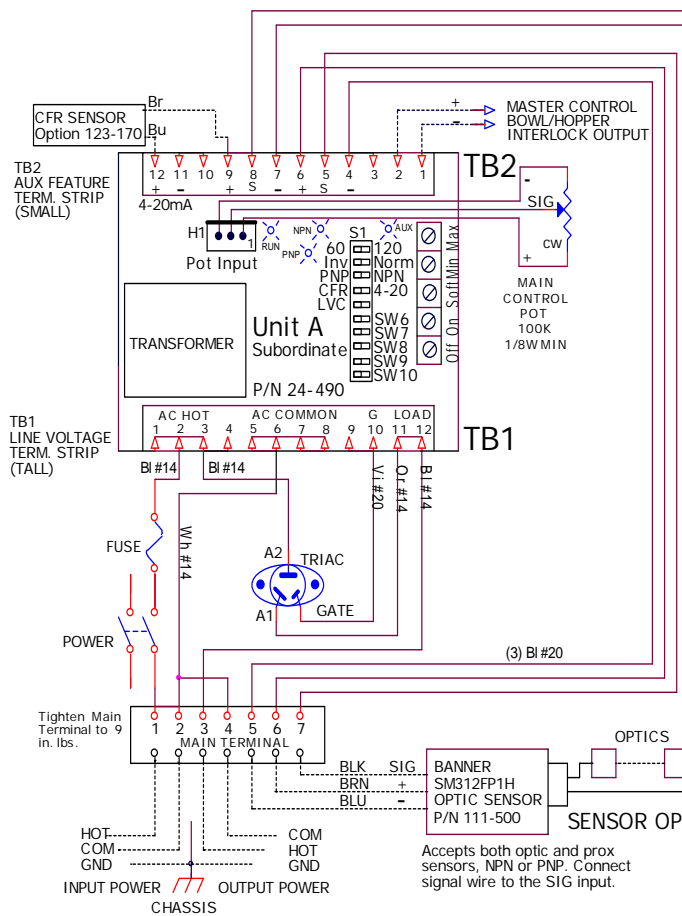 Br
CFR SENSOR
Option 123-170
Bu
+ MASTER CONTROL
- BOWL/HOPPER
INTERLOCK OUTPUT
TB2
AUX FEATURE
TERM. STRIP
(SMALL)
12 11 10 9 8 7 6 5 4 3 2 1
+ - + S - + S -
4-20mA
TB2
-
SIG
CW
+
MAIN
CONTROL
POT
100K
1/8W MIN
H1
1
Pot Input
RUN
NPN
PNP
AUX
S1
60 120
Inv Norm
PNP NPN
CFR 4-20
LVC
SW6
SW7
SW8
SW9
SW10
Off On Soft Min Max
TRANSFORMER
Unit A
Subordinate
P/N 24-490
TB1
LINE VOLTAGE
TERM. STRIP
(TALL)
AC HOT AC COMMON G LOAD
1 2 3 4 5 6 7 8 9 10 11 12
TB1
Bl #14
Bl #14
Wh #14
Vi #20
Or #14
Bl #14
FUSE
A2
TRIAC
A1
GATE
POWER
(3) Bl #20
Tighten Main
Terminal to 9
in. lbs.
1 2 3 4 5 6 7
MAIN TERMINAL
OPTICS
BLK SIG
BRN +
BLU -
BANNER
SM312FP1H
OPTIC SENSOR
P/N 111-500
SENSOR OP
HOT
COM
GND
COM
HOT
GND
INPUT POWER
OUTPUT POWER
CHASSIS
Accepts both optic and prox
sensors, NPN or PNP. Connect
signal wire to the SIG input.